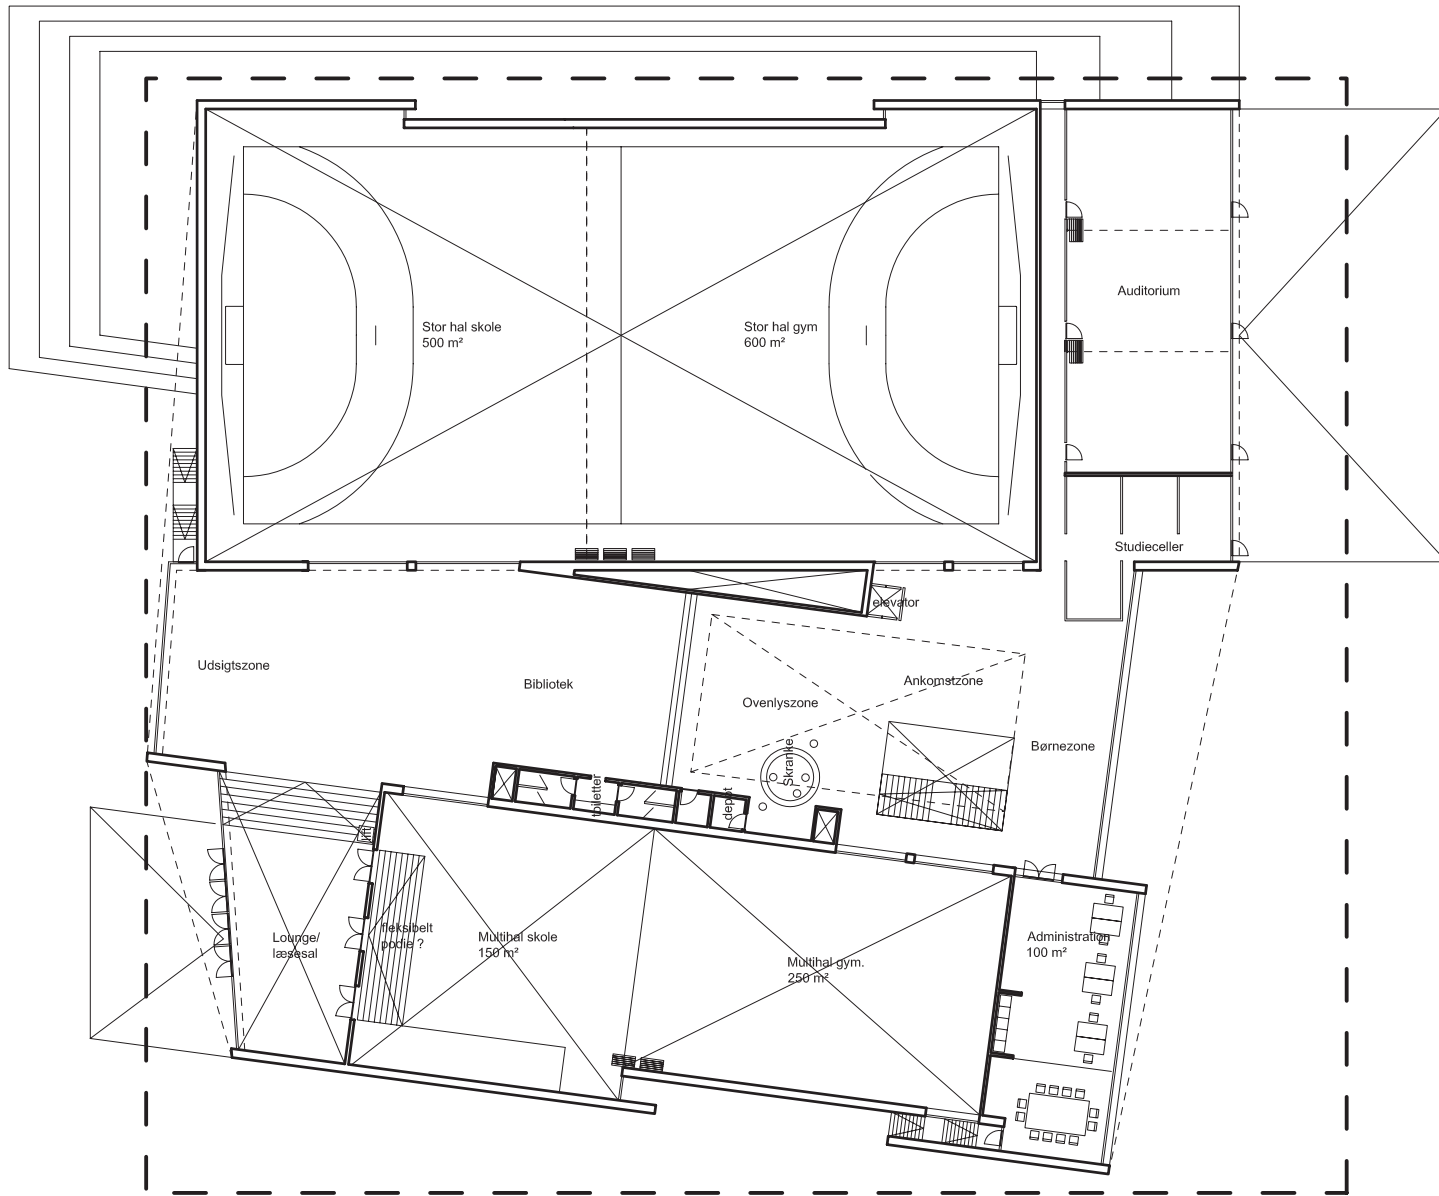 Stor hal skole
500 m²
Stor hal gym
600 m²
Auditorium
Studieceller
elevator
Udsigtszone
Bibliotek
Ankomstzone
Ovenlyszone
Børnezone
Skranke
toiletter
depot
lift
fleksibelt
podie ?
Lounge/
læsesal
Multihal skole
150 m²
Multihal gym.
250 m²
Administration
100 m²